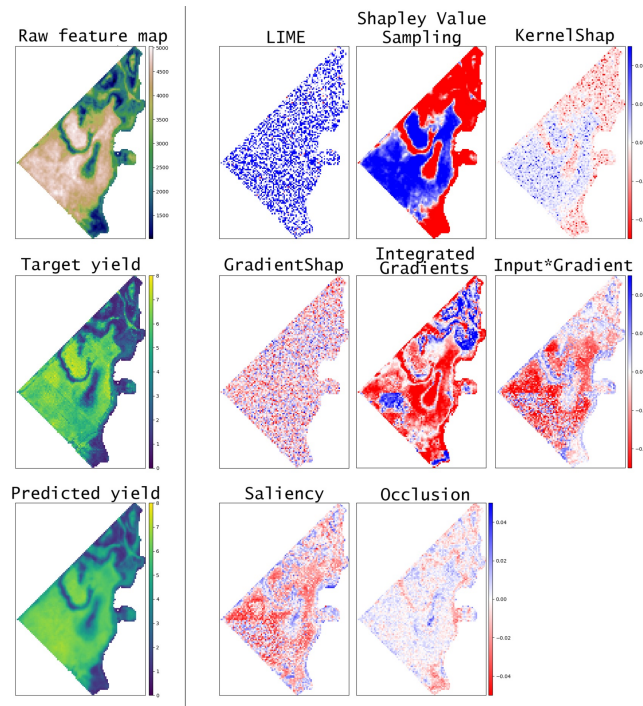 Raw feature map
5000
4500
4000
3500
3000
2500
2000
1500
LIME
Shapley Value
Sampling
KernelShap
Target yield
8
7
6
5
4
3
2
1
0
GradientShap
Integrated
Gradients
Input*Gradient
Predicted yield
8
7
6
5
4
3
2
1
0
Saliency
Occlusion
0.04
0.02
0.00
−0.02
−0.04